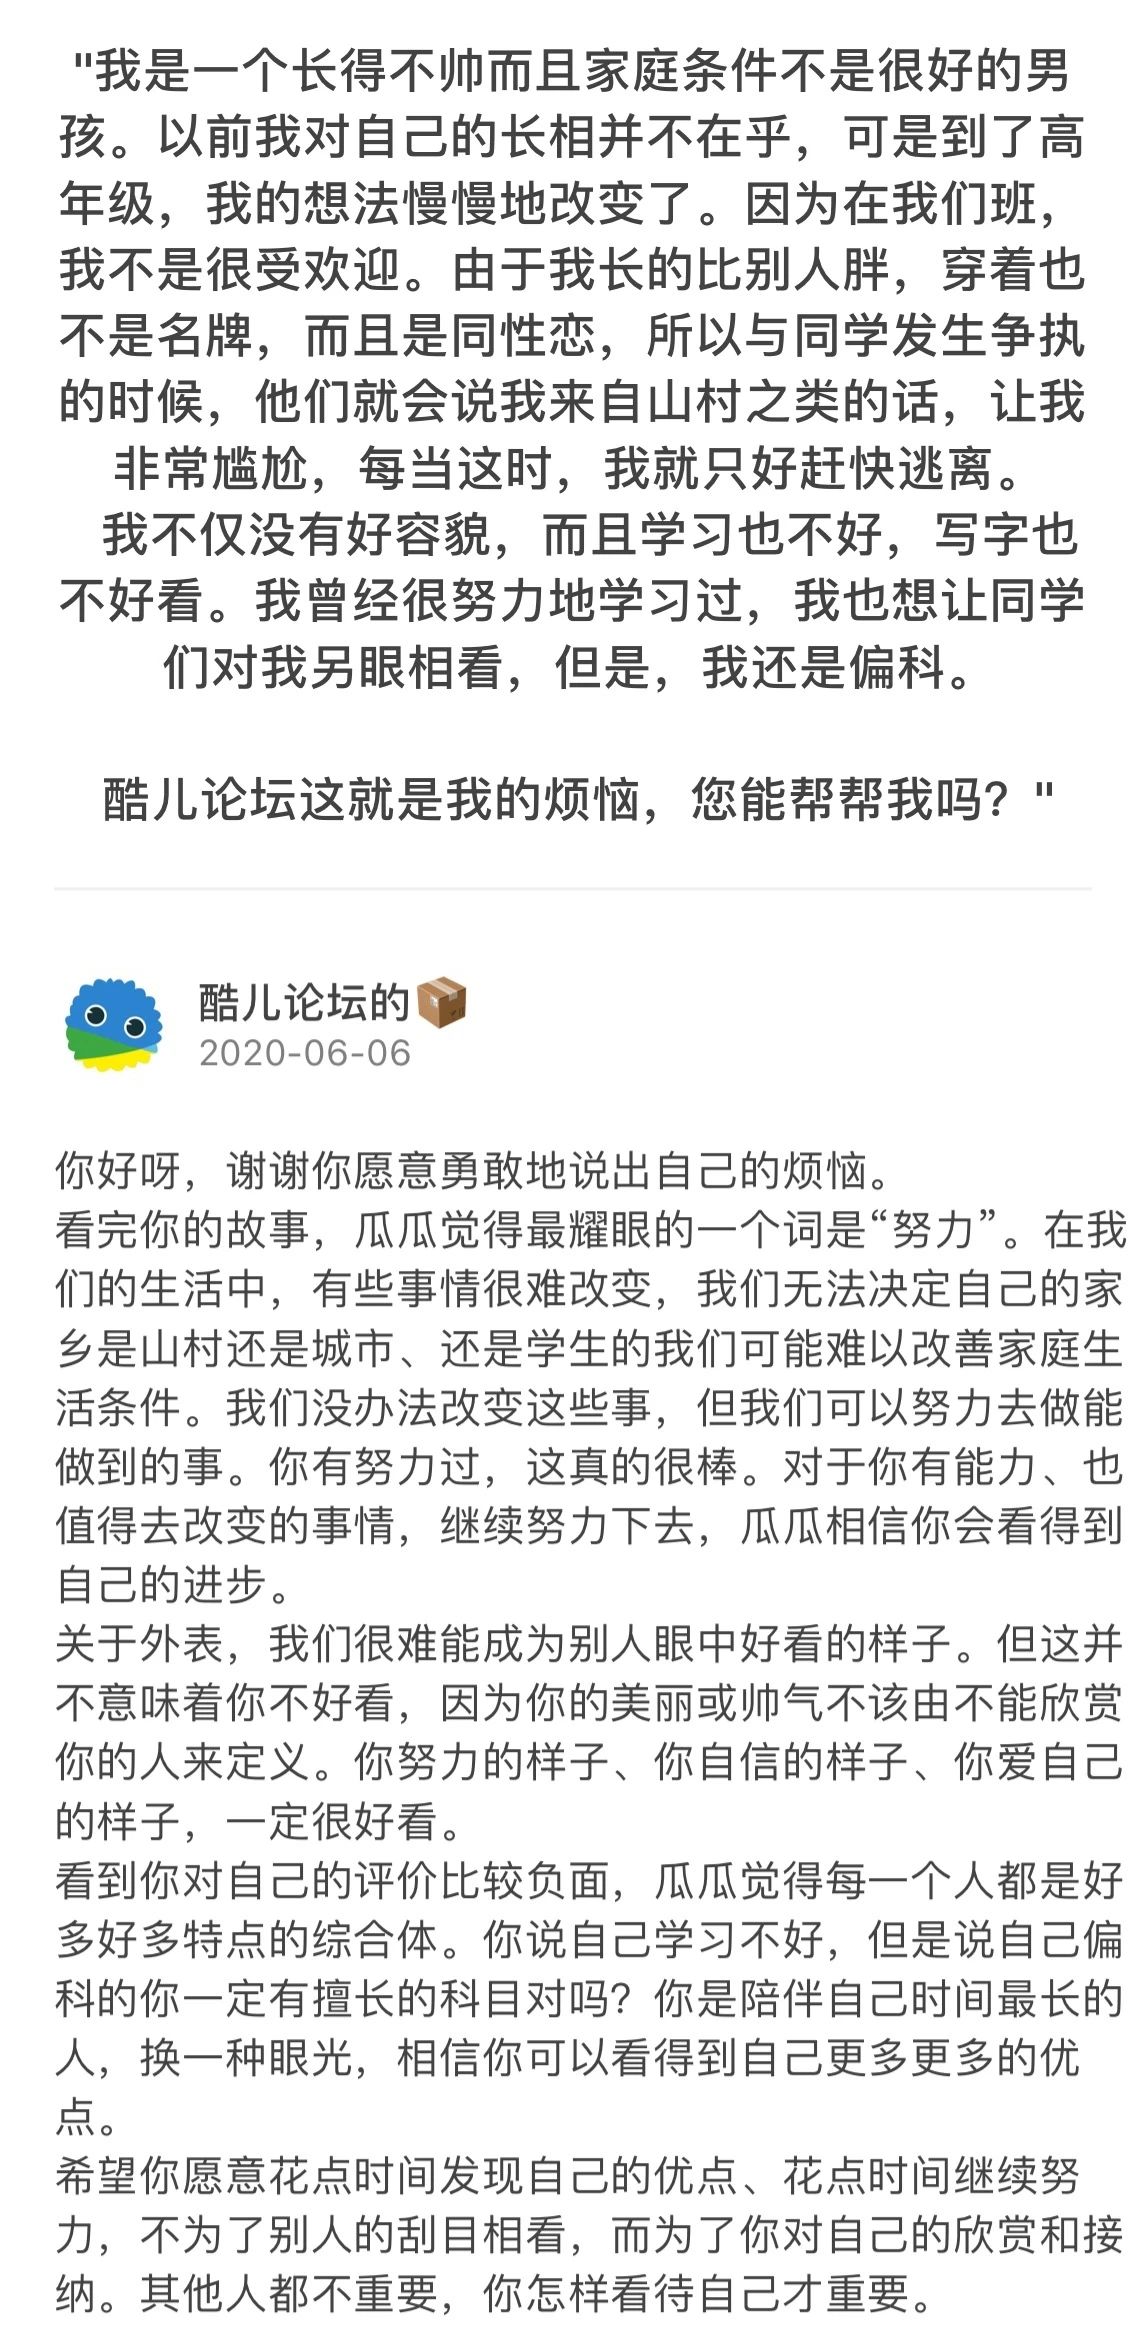 "我是一个长得不帅而且家庭条件不是很好的男
孩。以前我对自己的长相并不在乎，可是到了高
年级，我的想法慢慢地改变了。因为在我们班，
我不是很受欢迎。由于我长的比别人胖，穿着也
不是名牌，而且是同性恋，所以与同学发生争执
的时候，他们就会说我来自山村之类的话，让我
非常尴尬，每当这时，我就只好赶快逃离。
我不仅没有好容貌，而且学习也不好，写字也
不好看。我曾经很努力地学习过，我也想让同学
们对我另眼相看，但是，我还是偏科。
酷儿论坛这就是我的烦恼，您能帮帮我吗？"
酷儿论坛的📦
2020-06-06
你好呀，谢谢你愿意勇敢地说出自己的烦恼。
看完你的故事，瓜瓜觉得最耀眼的一个词是“努力”。在我
们的生活中，有些事情很难改变，我们无法决定自己的家
乡是山村还是城市、还是学生的我们可能难以改善家庭生
活条件。我们没办法改变这些事，但我们可以努力去做能
做到的事。你有努力过，这真的很棒。对于你有能力、也
值得去改变的事情，继续努力下去，瓜瓜相信你会看得到
自己的进步。
关于外表，我们很难能成为别人眼中好看的样子。但这并
不意味着你不好看，因为你的美丽或帅气不该由不能欣赏
你的人来定义。你努力的样子、你自信的样子、你爱自己
的样子，一定很好看。
看到你对自己的评价比较负面，瓜瓜觉得每一个人都是好
多好多特点的综合体。你说自己学习不好，但是说自己偏
科的你一定有擅长的科目对吗？你是陪伴自己时间最长的
人，换一种眼光，相信你可以看得到自己更多更多的优
点。
希望你愿意花点时间发现自己的优点、花点时间继续努
力，不为了别人的刮目相看，而为了你对自己的欣赏和接
纳。其他人都不重要，你怎样看待自己才重要。